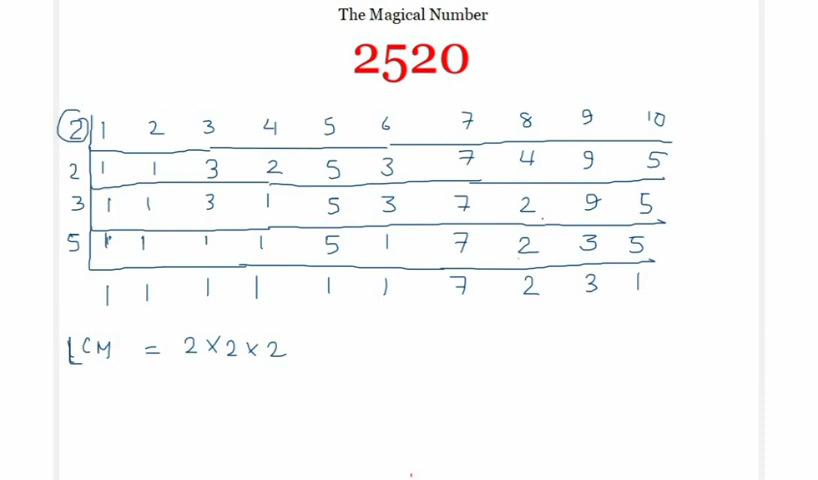 The Magical Number
2520
2 1 2 3 4 5 6 7 8 9 10
2 1 1 3 2 5 3 7 4 9 5
3 1 1 3 1 5 3 7 2 9 5
5 1 1 1 1 5 1 7 2 3 5
1 1 1 1 1 1 7 2 3 1
LCM = 2 × 2 × 2